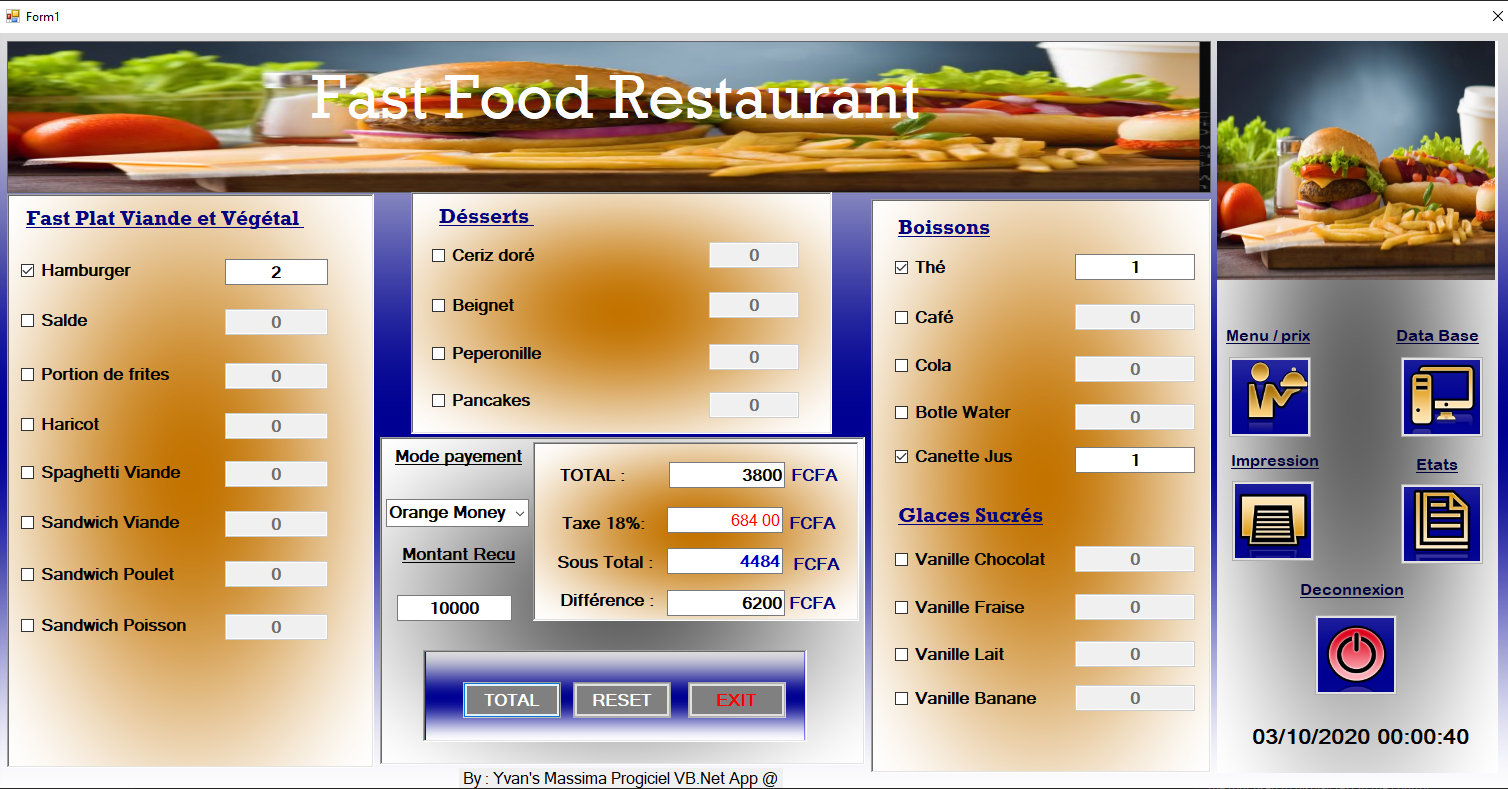 Form1
Fast Food Restaurant
Fast Plat Viande et Végétal
Hamburger 2
Salde 0
Portion de frites 0
Haricot 0
Spaghetti Viande 0
Sandwich Viande 0
Sandwich Poulet 0
Sandwich Poisson 0
Désserts
Ceriz doré 0
Beignet 0
Peperonille 0
Pancakes 0
Mode payement
Orange Money
Montant Recu
10000
TOTAL : 3800 FCFA
Taxe 18%: 684 00 FCFA
Sous Total : 4484 FCFA
Différence : 6200 FCFA
TOTAL RESET EXIT
Boissons
Thé 1
Café 0
Cola 0
Botle Water 0
Canette Jus 1
Glaces Sucrés
Vanille Chocolat 0
Vanille Fraise 0
Vanille Lait 0
Vanille Banane 0
Menu / prix Data Base
Impression Etats
Deconnexion
03/10/2020 00:00:40
By : Yvan's Massima Progiciel VB.Net App @